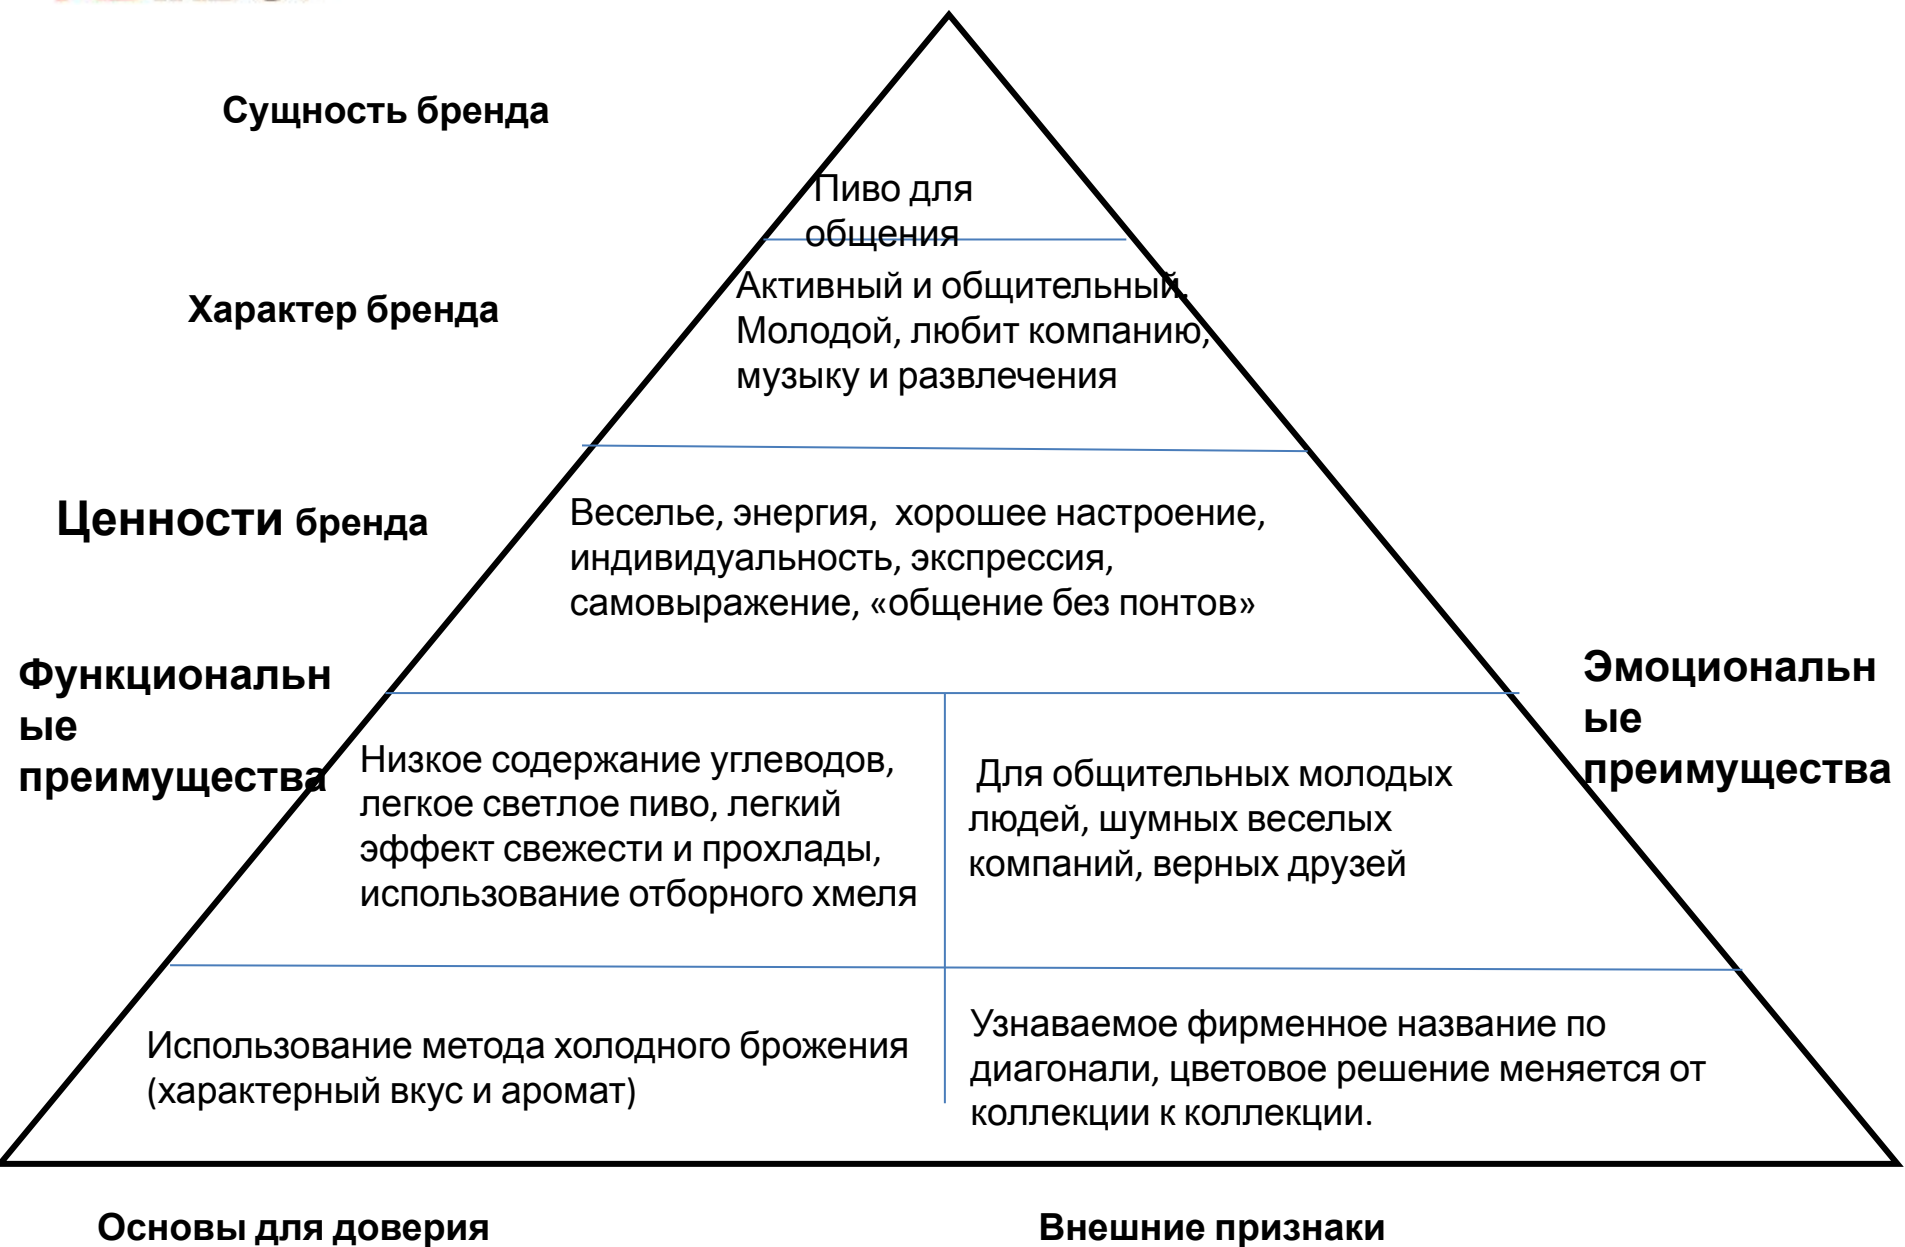 Сущность бренда
Пиво для
общения
Характер бренда
Активный и общительный.
Молодой, любит компанию,
музыку и развлечения
Ценности бренда
Веселье, энергия, хорошее настроение,
индивидуальность, экспрессия,
самовыражение, «общение без понтов»
Функциональн
ые
преимущества
Эмоциональн
ые
преимущества
Низкое содержание углеводов,
легкое светлое пиво, легкий
эффект свежести и прохлады,
использование отборного хмеля
Для общительных молодых
людей, шумных веселых
компаний, верных друзей
Использование метода холодного брожения
(характерный вкус и аромат)
Узнаваемое фирменное название по
диагонали, цветовое решение меняется от
коллекции к коллекции.
Основы для доверия
Внешние признаки